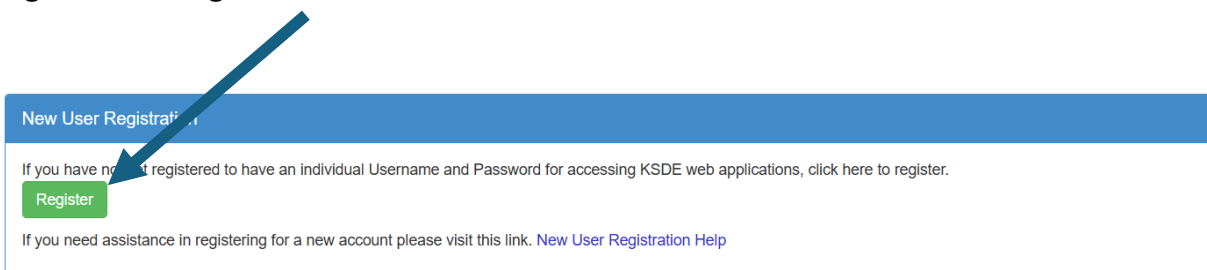 New User Registration
If you have not registered to have an individual Username and Password for accessing KSDE web applications, click here to register.
Register
If you need assistance in registering for a new account please visit this link. New User Registration Help